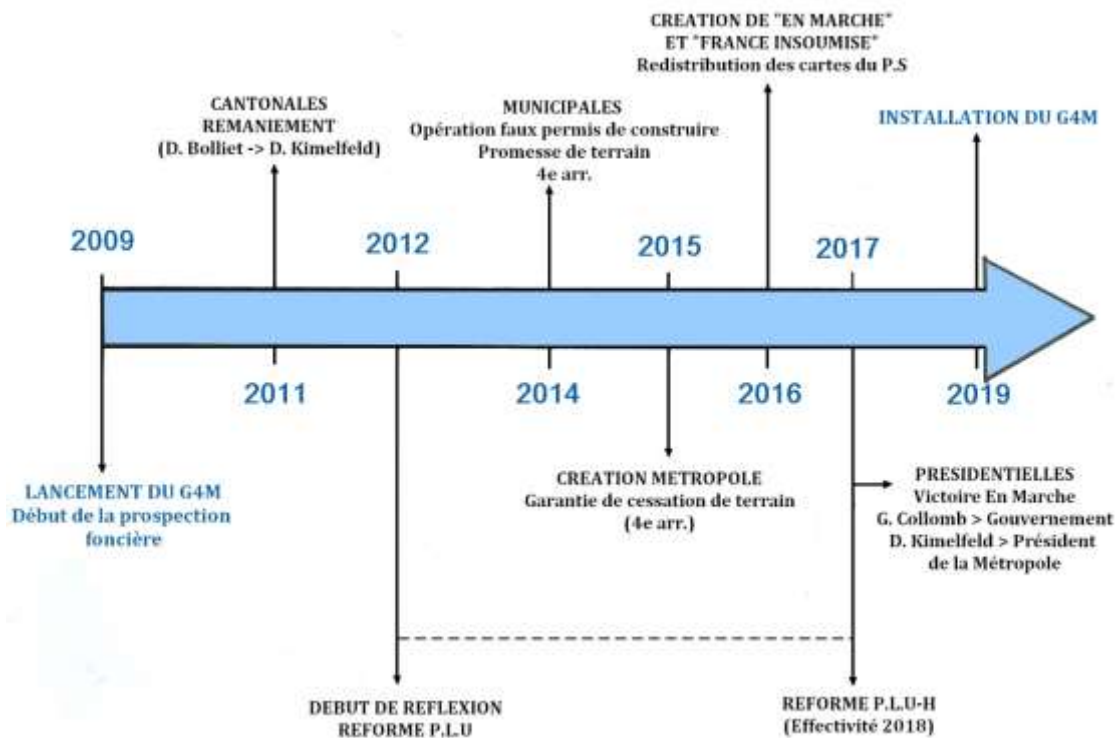 CREATION DE "EN MARCHE"
ET "FRANCE INSOUMISE"
Redistribution des cartes du P.S
CANTONALES
REMANIEMENT
(D. Bolliet -> D. Kimelfeld)
MUNICIPALES
Opération faux permis de construire
Promesse de terrain
4e arr.
INSTALLATION DU G4M
2009
2012
2015
2017
2011
2014
2016
2019
LANCEMENT DU G4M
Début de la prospection
foncière
CREATION METROPOLE
Garantie de cessation de terrain
(4e arr.)
PRESIDENTIELLES
Victoire En Marche
G. Collomb > Gouvernement
D. Kimelfeld > Président
de la Métropole
DEBUT DE REFLEXION
REFORME P.L.U
REFORME P.L.U-H
(Effectivité 2018)